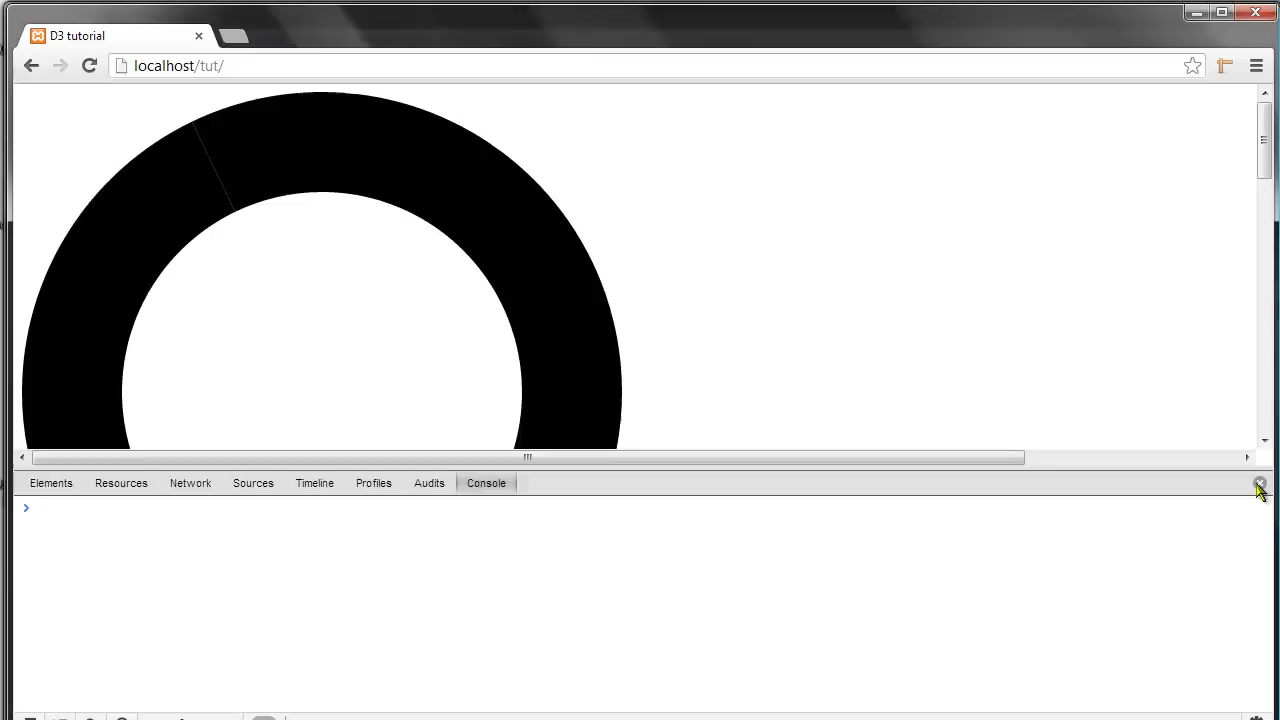 D3 tutorial
localhost/tut/
Elements Resources Network Sources Timeline Profiles Audits Console